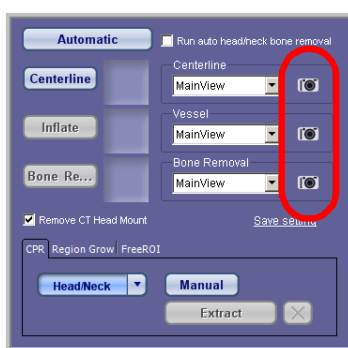 Automatic
Run auto head/neck bone removal
Centerline
Centerline
MainView
Vessel
Inflate
MainView
Bone Removal
Bone Re...
MainView
Remove CT Head Mount
Save setting
CPR Region Grow FreeROI
Head/Neck
Manual
Extract